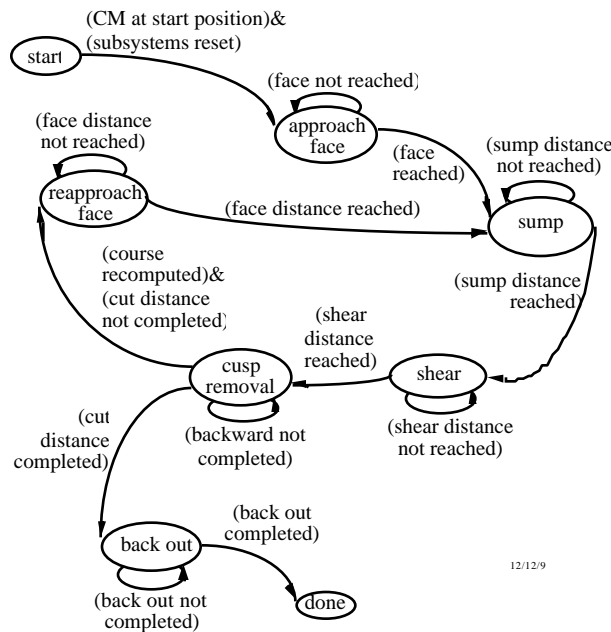 (CM at start position)&
(subsystems reset)
start
(face not reached)
approach
face
(face distance
not reached)
(face
reached)
(sump distance
not reached)
reapproach
face
(face distance reached)
sump
(course
recomputed)&
(cut distance
not completed)
(sump distance
reached)
(shear
distance
reached)
cusp
removal
shear
(cut
distance
completed)
(backward not
completed)
(shear distance
not reached)
(back out
completed)
back out
12/12/9
(back out not
completed)
done